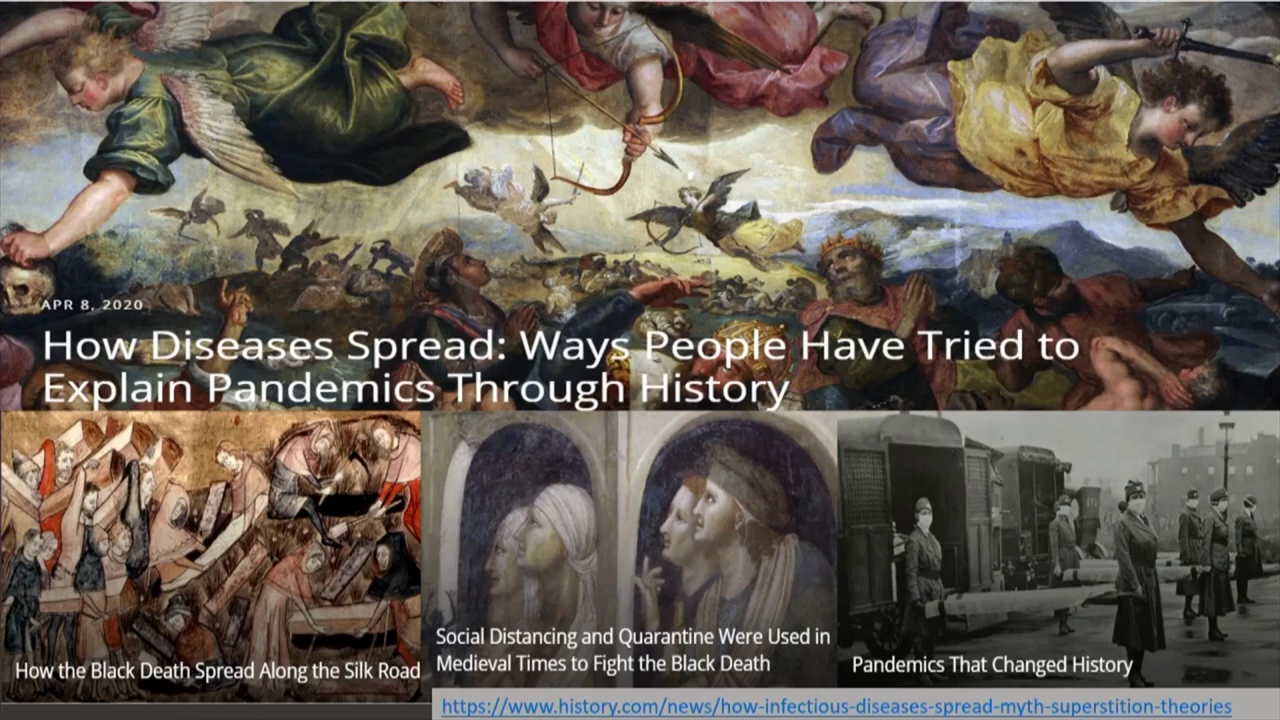 APR 8, 2020
How Diseases Spread: Ways People Have Tried to
Explain Pandemics Through History
How the Black Death Spread Along the Silk Road
Social Distancing and Quarantine Were Used in
Medieval Times to Fight the Black Death
Pandemics That Changed History
https://www.history.com/news/how-infectious-diseases-spread-myth-superstition-theories